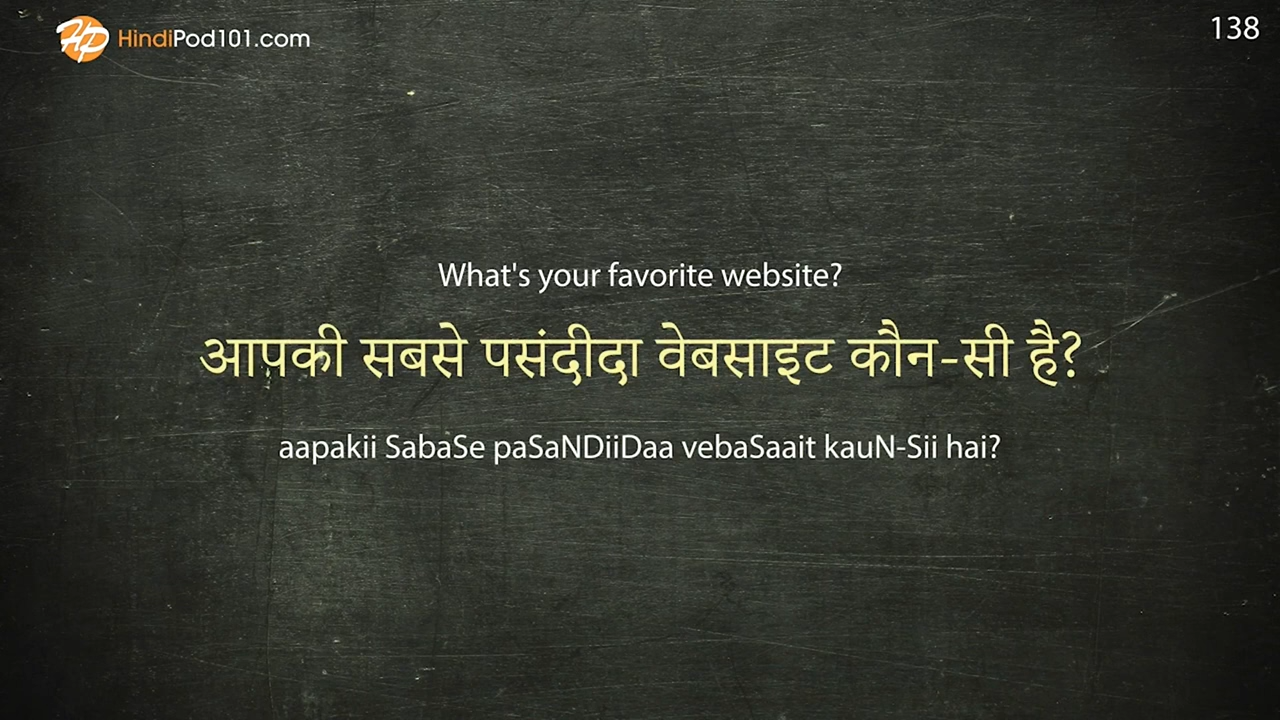 HP HindiPod101.com
138
What's your favorite website?
आपकी सबसे पसंदीदा वेबसाइट कौन-सी है?
aapakii SabaSe paSaNDiiDaa vebaSaait kauN-Sii hai?